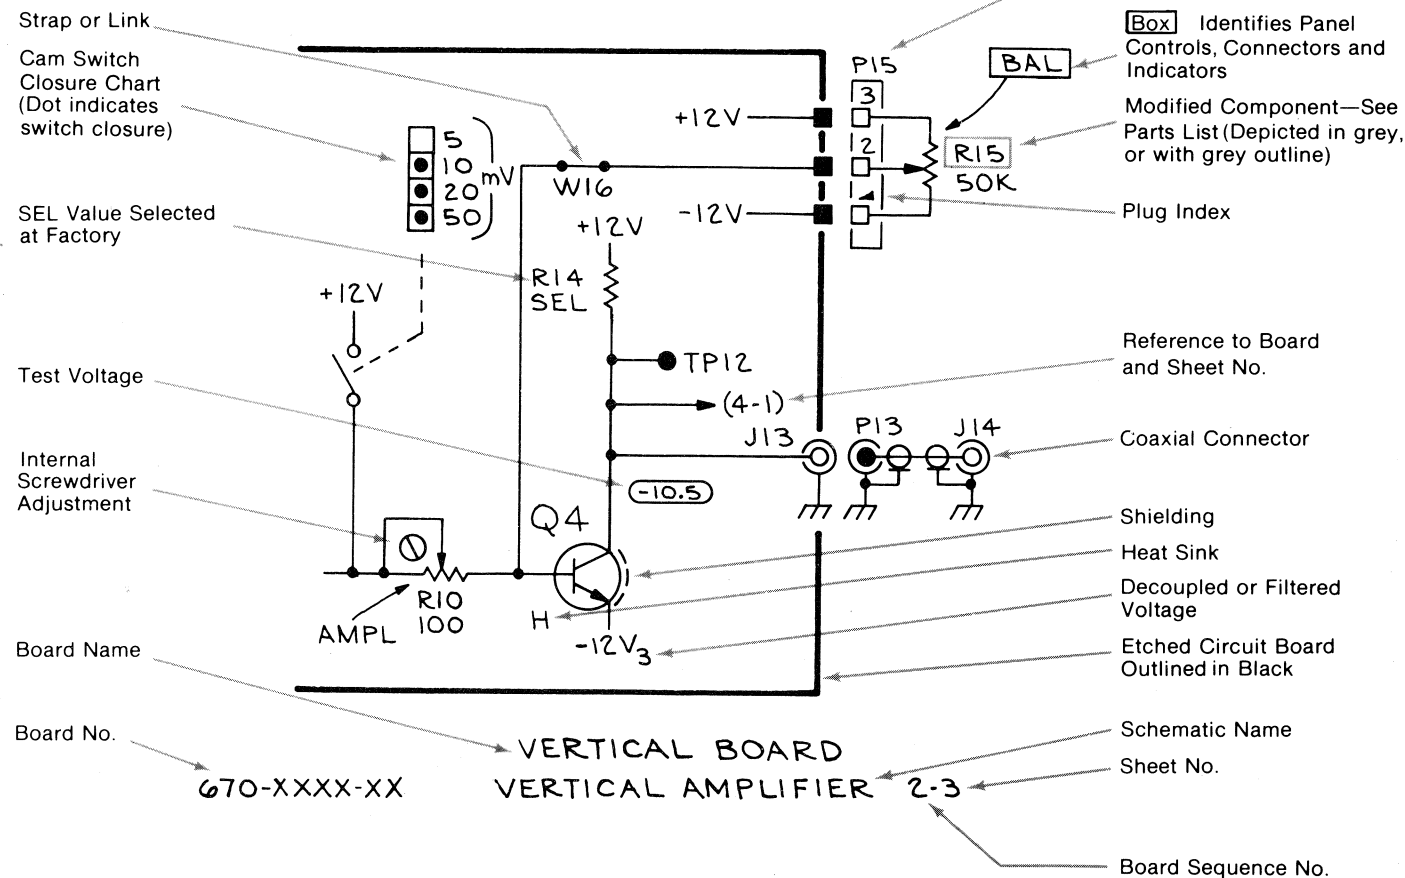 Strap or Link
Cam Switch
Closure Chart
(Dot indicates
switch closure)
SEL Value Selected
at Factory
Test Voltage
Internal
Screwdriver
Adjustment
Board Name
Board No.
5
10
20
50
mV
+12V
W16
+12V
R14
SEL
TP12
(4-1)
J13
-10.5
Q4
R10
100
AMPL
H
-12V3
+12V
-12V
P15
3
2
BAL
R15
50K
P13
J14
Box Identifies Panel
Controls, Connectors and
Indicators
Modified Component—See
Parts List (Depicted in grey,
or with grey outline)
Plug Index
Reference to Board
and Sheet No.
Coaxial Connector
Shielding
Heat Sink
Decoupled or Filtered
Voltage
Etched Circuit Board
Outlined in Black
Schematic Name
Sheet No.
Board Sequence No.
VERTICAL BOARD
670-XXXX-XX
VERTICAL AMPLIFIER 2-3